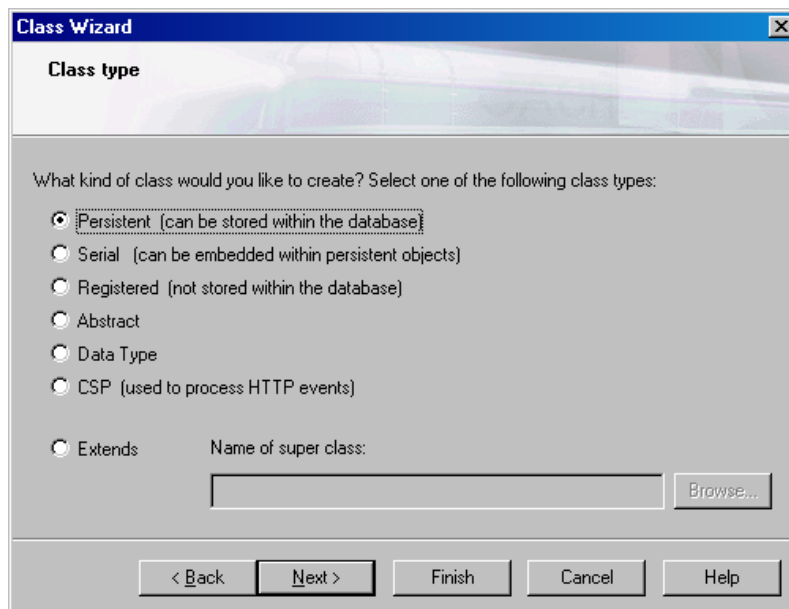 Class Wizard
Class type
What kind of class would you like to create? Select one of the following class types:
Persistent (can be stored within the database)
Serial (can be embedded within persistent objects)
Registered (not stored within the database)
Abstract
Data Type
CSP (used to process HTTP events)
Extends Name of super class:
Browse...
< Back Next > Finish Cancel Help